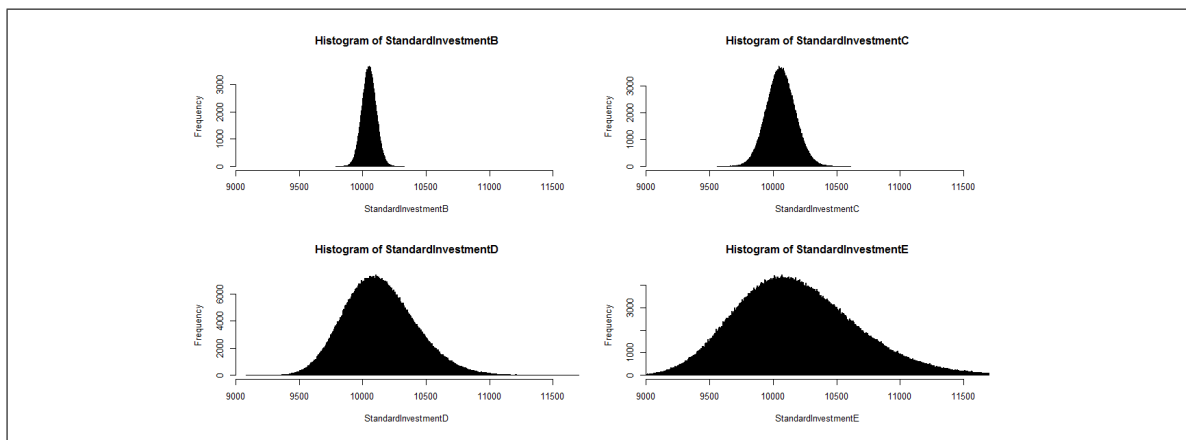 Histogram of StandardInvestmentB
Frequency
0 1000 2000 3000
9000 9500 10000 10500 11000 11500
StandardInvestmentB
Histogram of StandardInvestmentC
Frequency
0 1000 2000 3000
9000 9500 10000 10500 11000 11500
StandardInvestmentC
Histogram of StandardInvestmentD
Frequency
0 2000 4000 6000
9000 9500 10000 10500 11000 11500
StandardInvestmentD
Histogram of StandardInvestmentE
Frequency
0 1000 3000
9000 9500 10000 10500 11000 11500
StandardInvestmentE